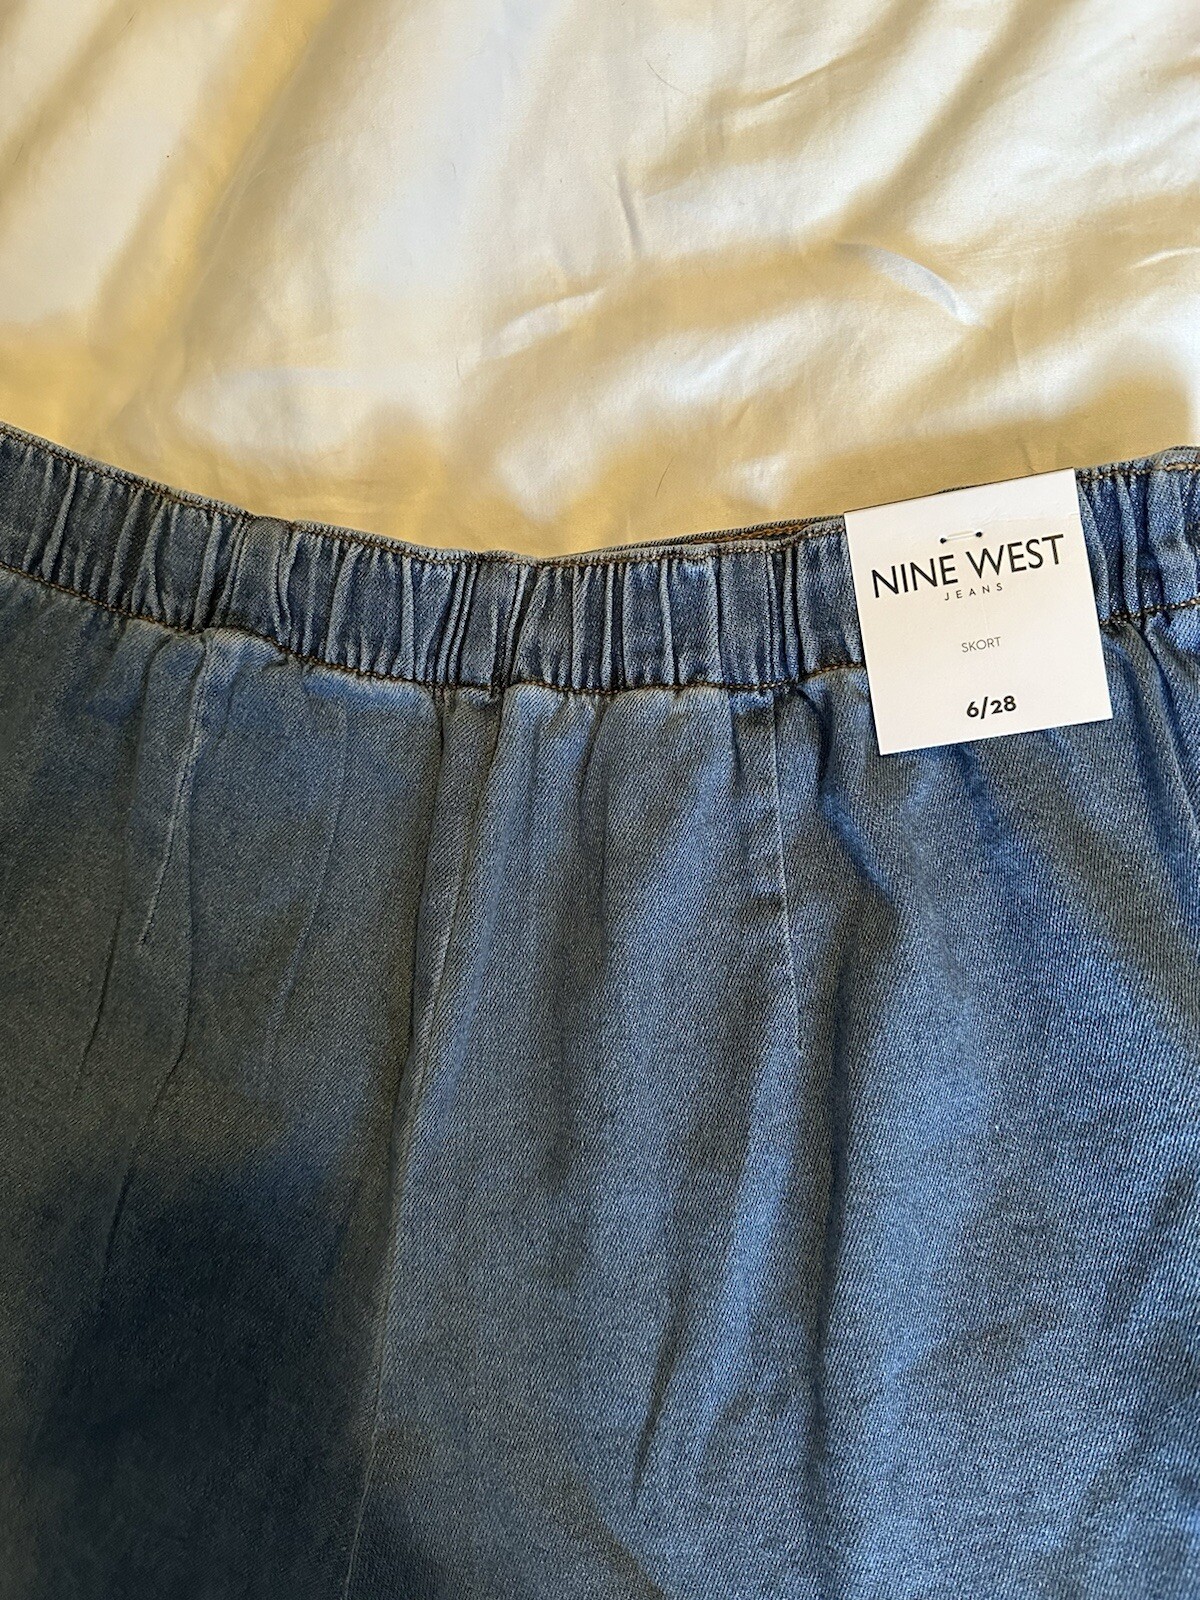 NINE WEST
JEANS
SKORT
6/28